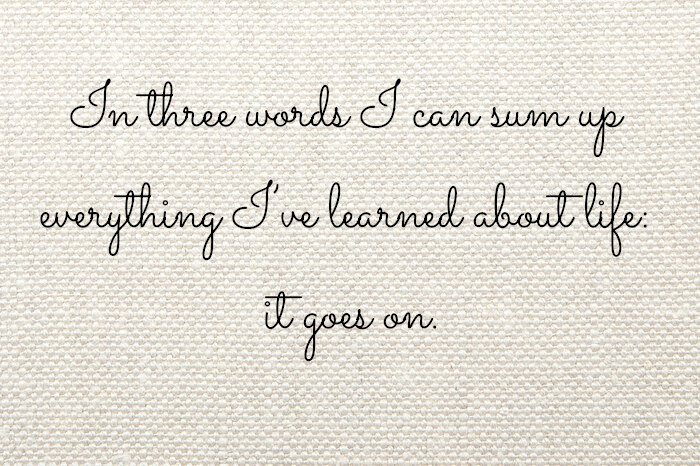 In three words I can sum up
everything I've learned about life:
it goes on.